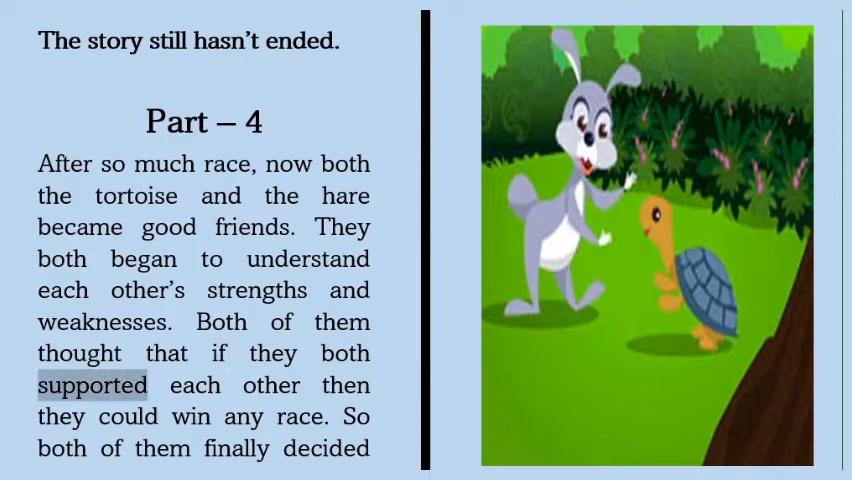 The story still hasn’t ended.
Part – 4
After so much race, now both
the tortoise and the hare
became good friends. They
both began to understand
each other’s strengths and
weaknesses. Both of them
thought that if they both
supported each other then
they could win any race. So
both of them finally decided